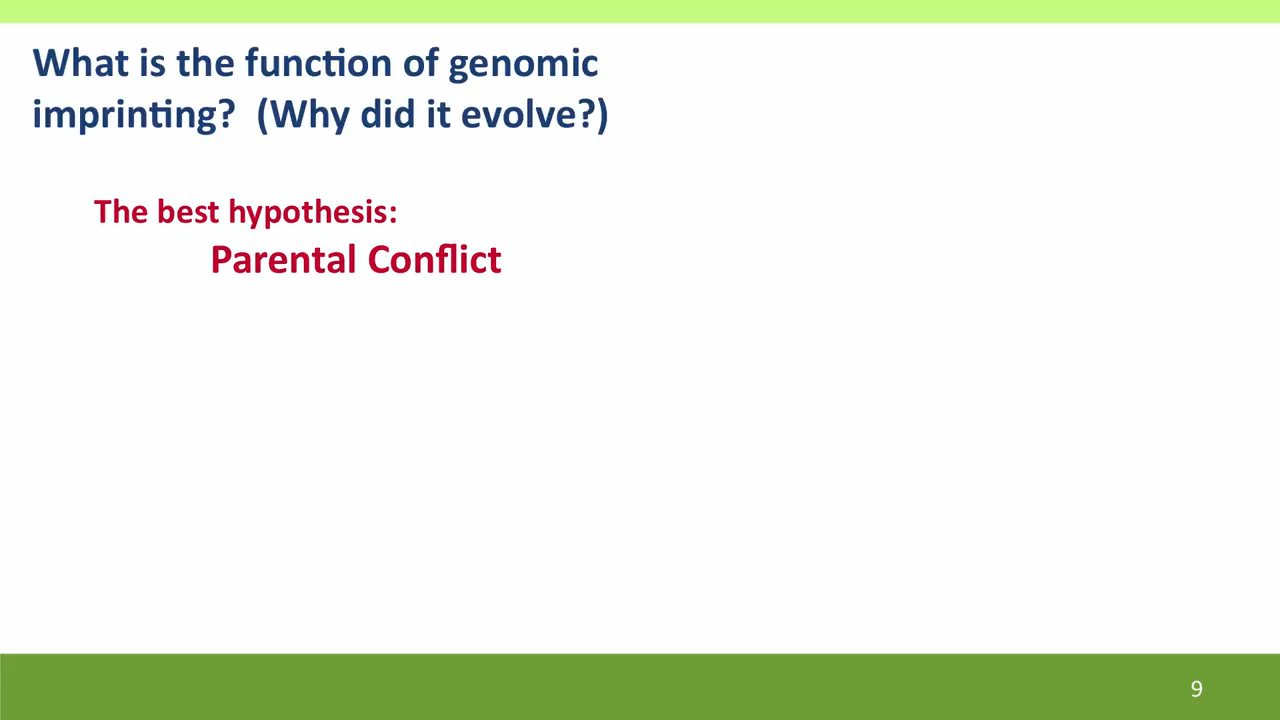 What is the function of genomic
imprinting?  (Why did it evolve?)
The best hypothesis:
Parental Conflict
9